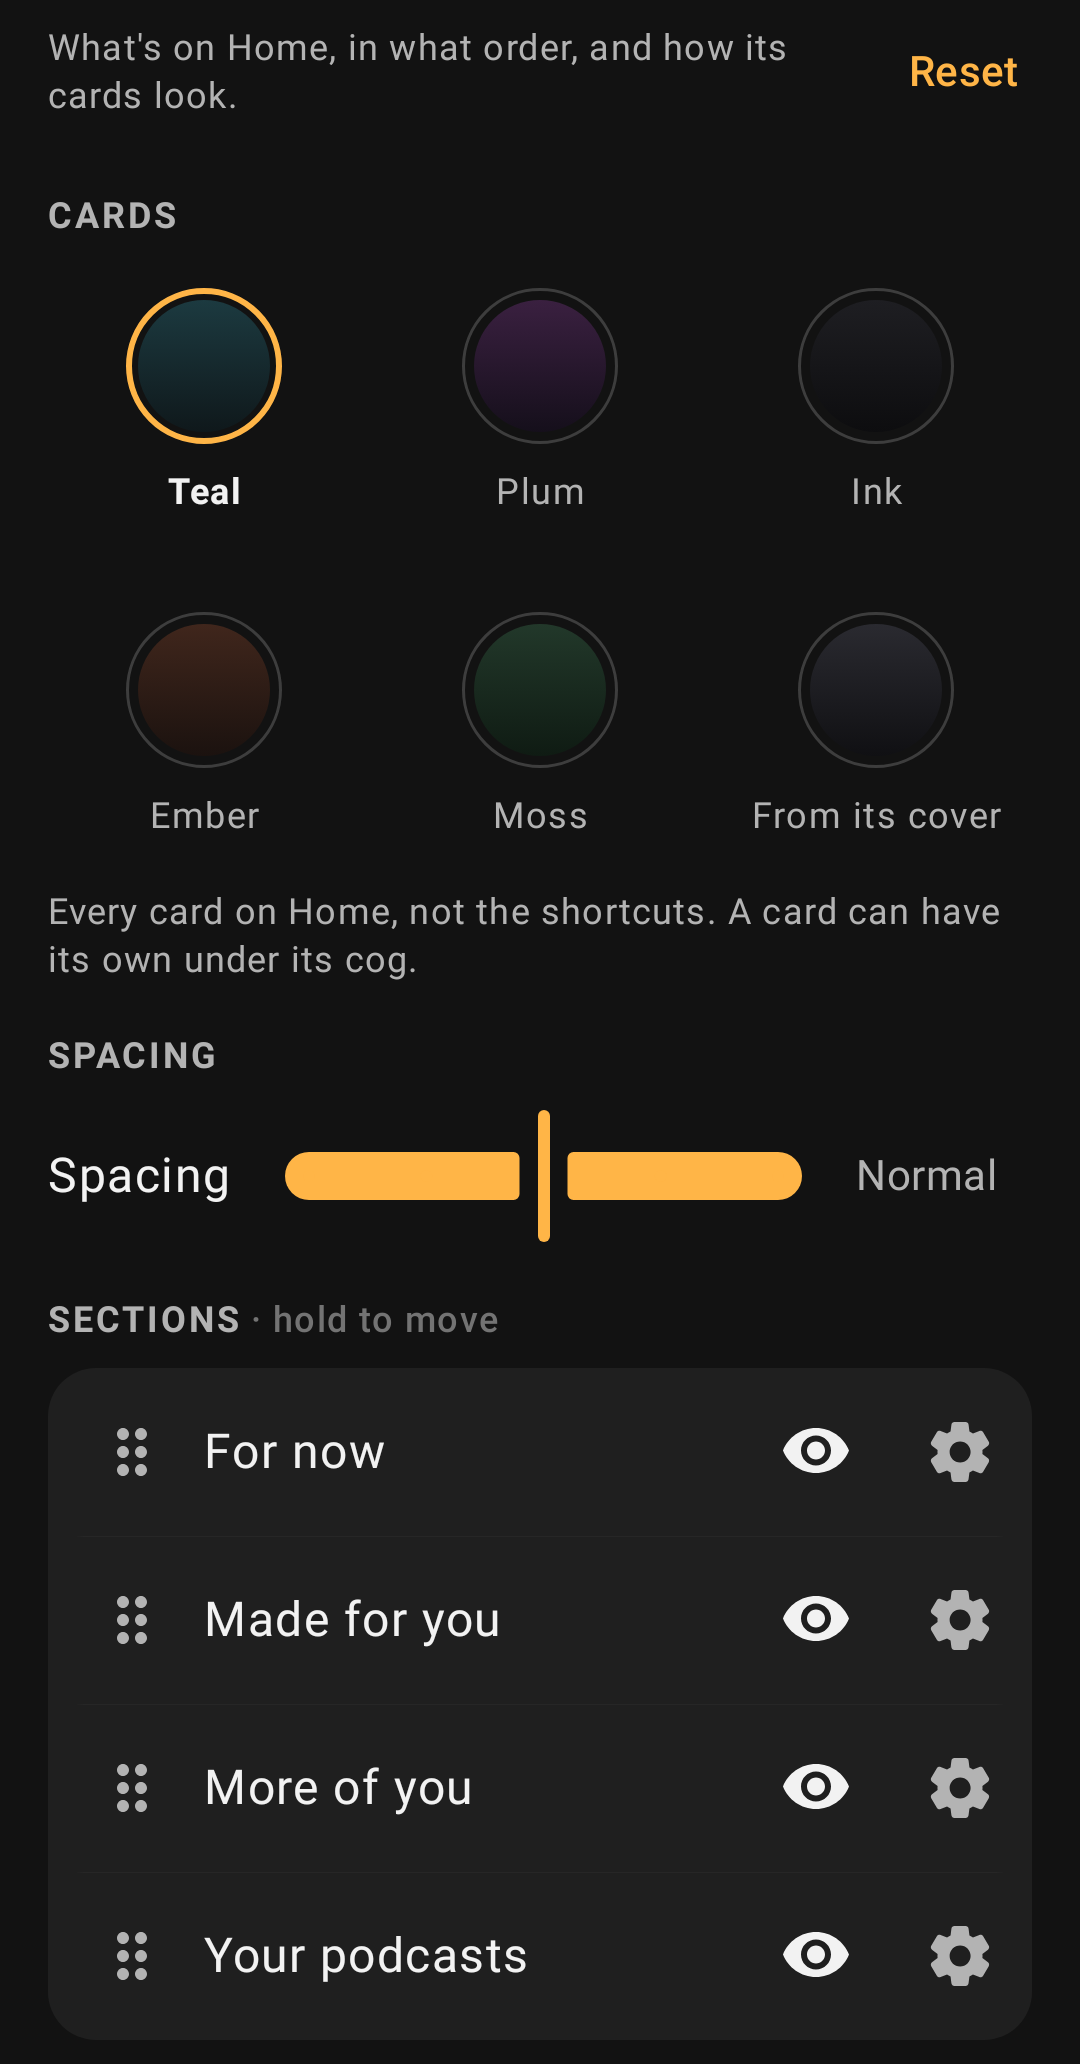 What's on Home, in what order, and how its
cards look.
Reset
CARDS
Teal
Plum
Ink
Ember
Moss
From its cover
Every card on Home, not the shortcuts. A card can have
its own under its cog.
SPACING
Spacing
Normal
SECTIONS · hold to move
For now
Made for you
More of you
Your podcasts